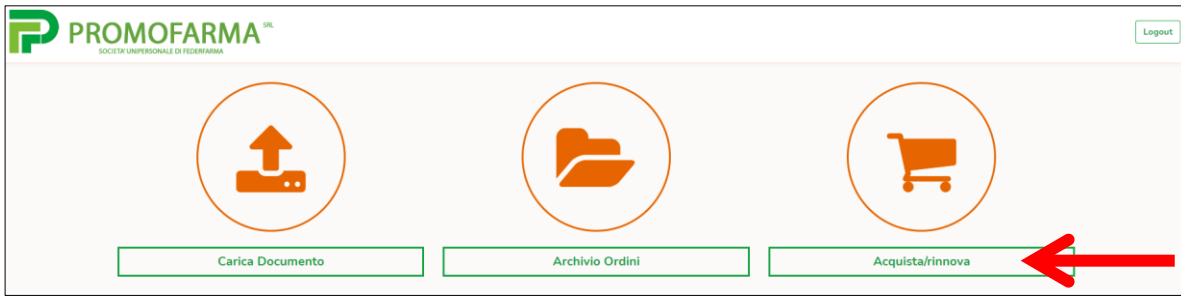 PROMOFARMA SRL
SOCIETA' UNIPERSONALE DI FEDERFARMA
Logout
Carica Documento
Archivio Ordini
Acquista/rinnova